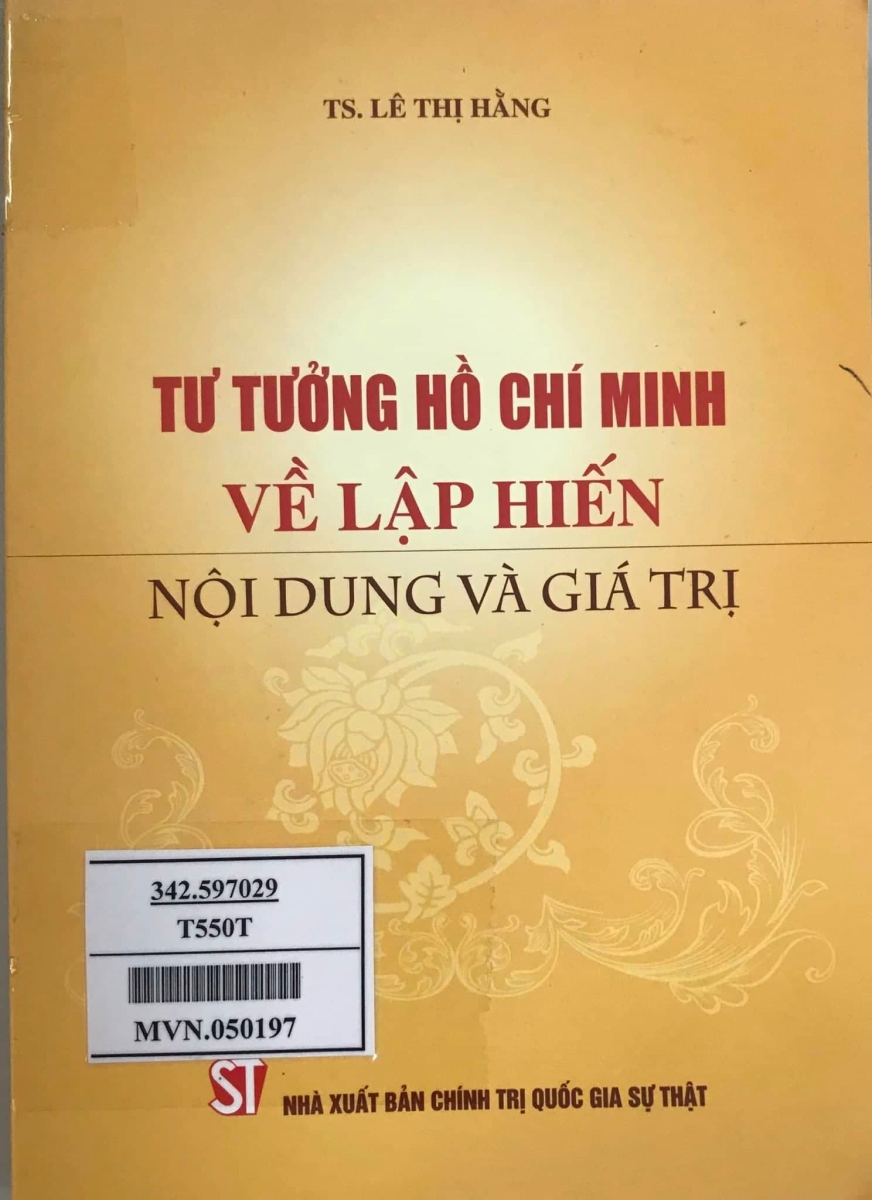 TS. LÊ THỊ HẰNG
TƯ TƯỞNG HỒ CHÍ MINH
VỀ LẬP HIẾN
NỘI DUNG VÀ GIÁ TRỊ
342.597029
T550T
MVN.050197
ST
NHÀ XUẤT BẢN CHÍNH TRỊ QUỐC GIA SỰ THẬT